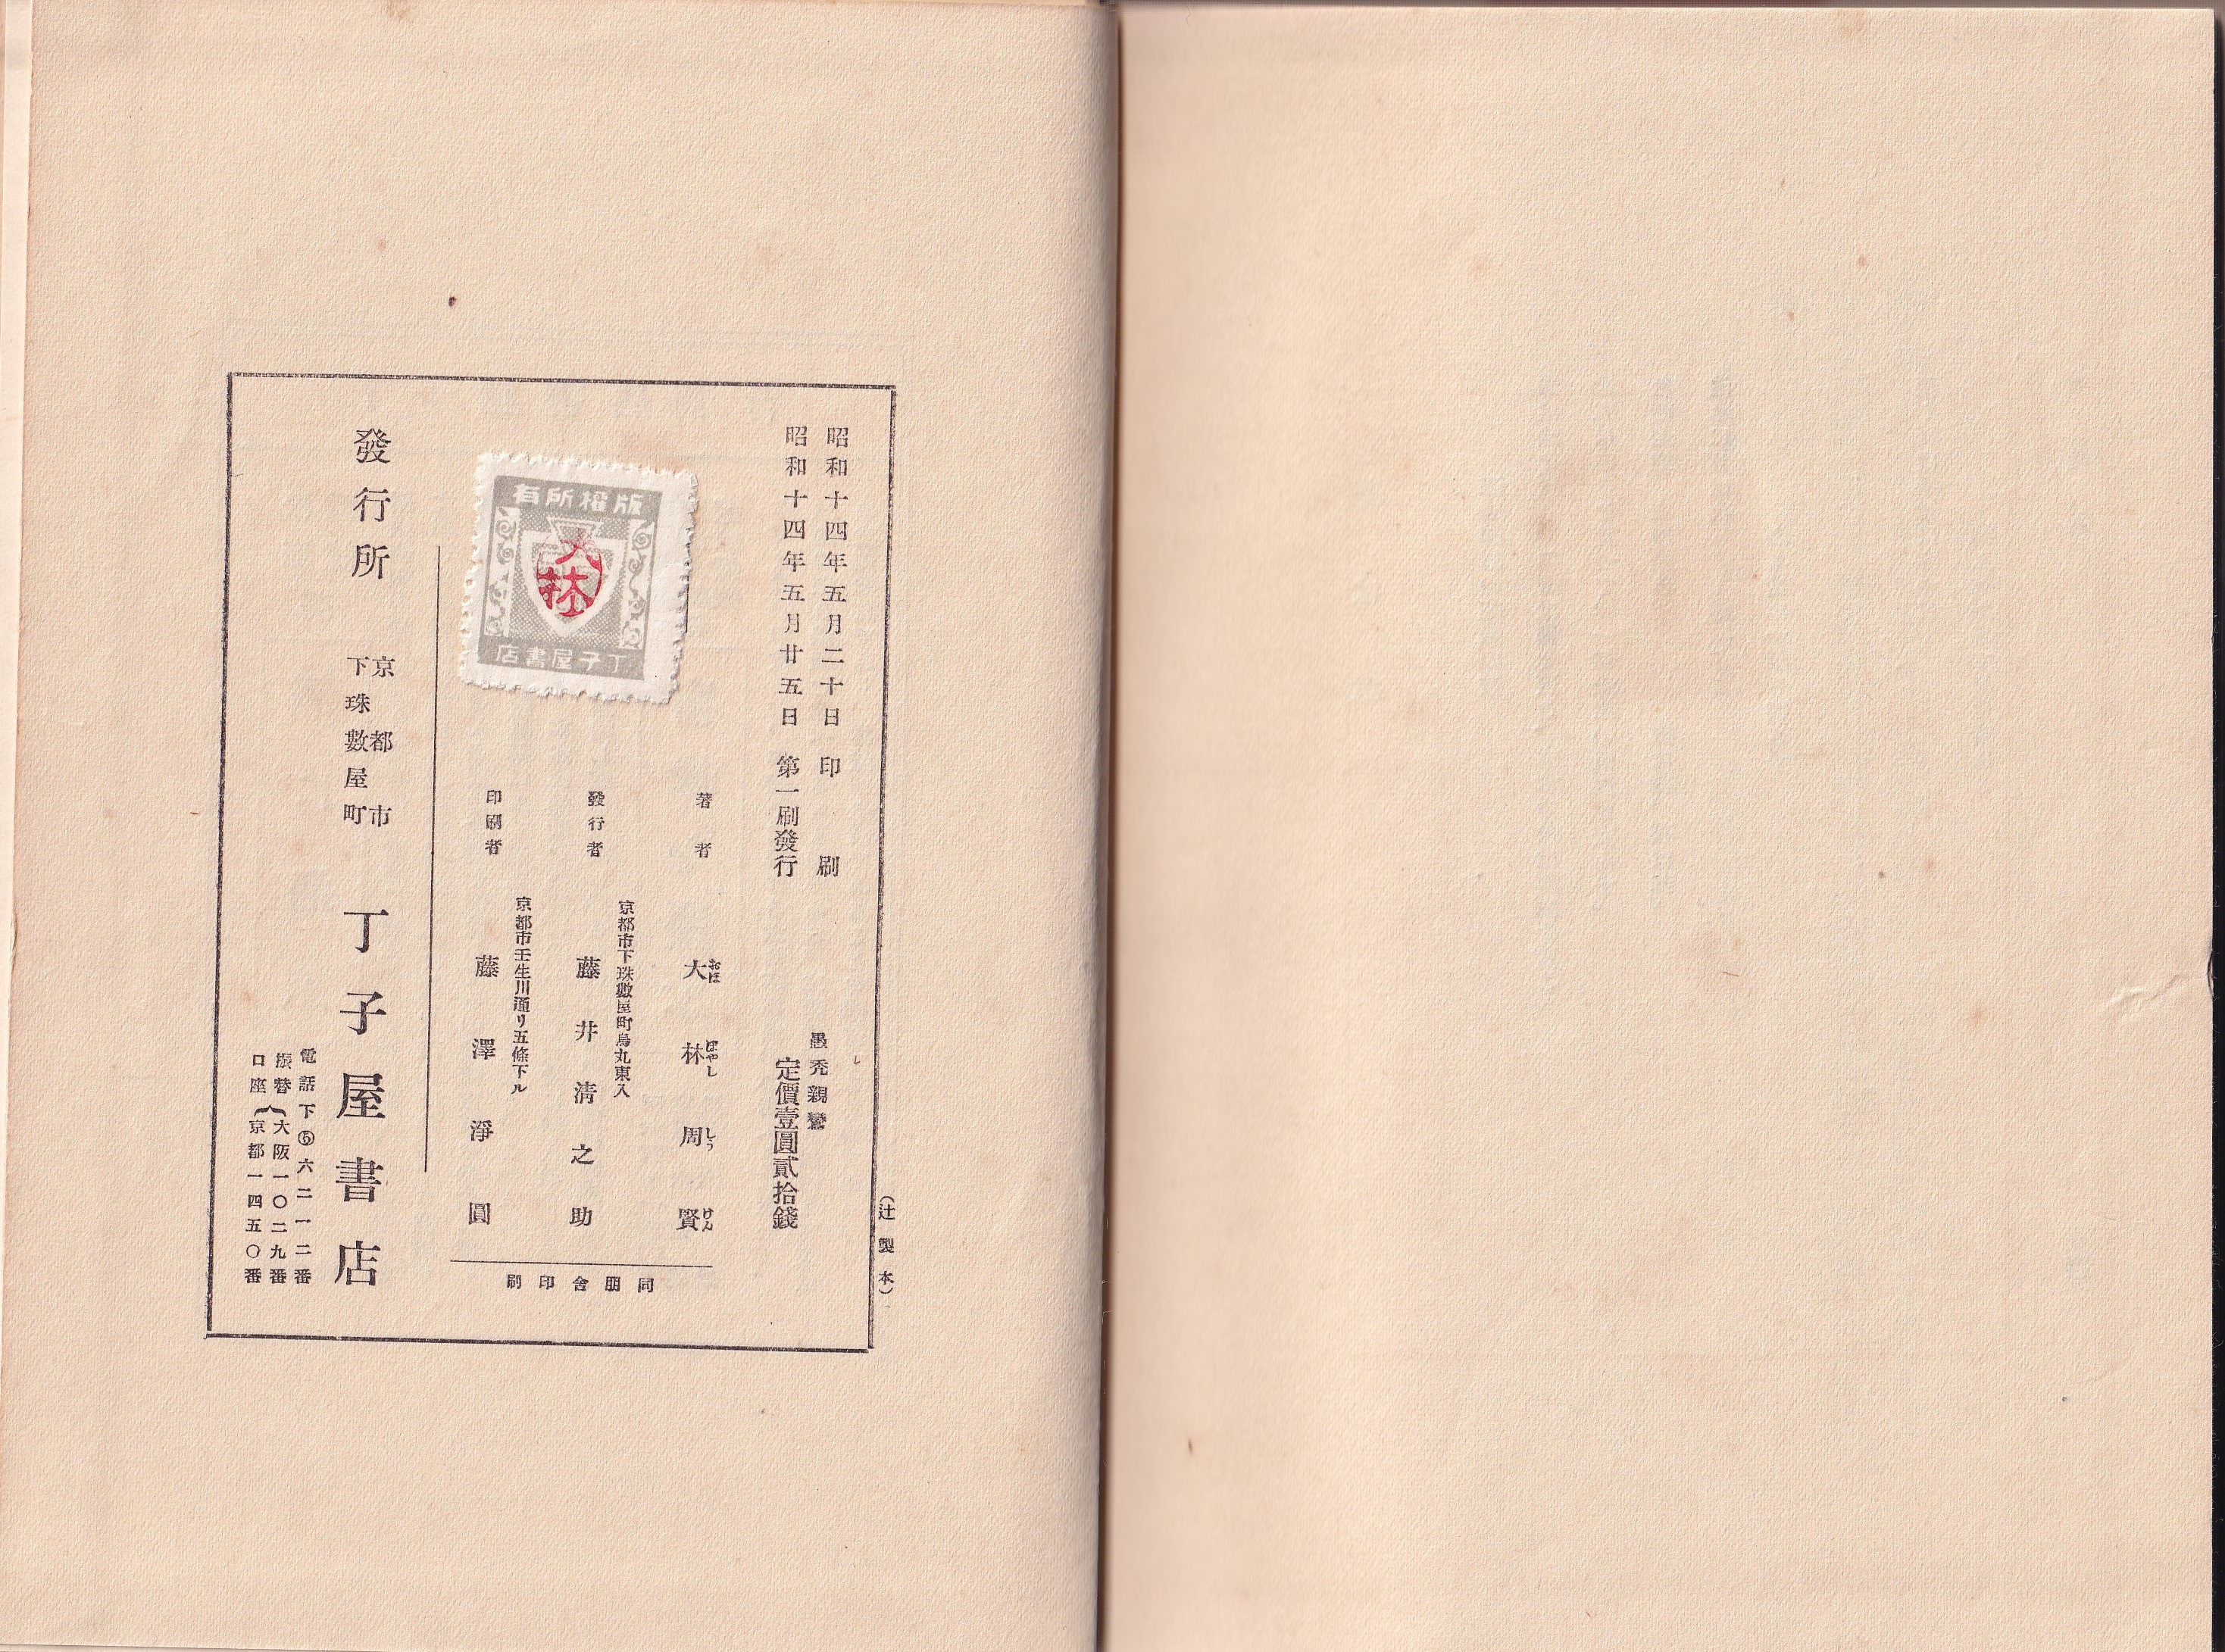 昭和十四年五月二十日　印刷
昭和十四年五月廿五日　第一刷發行
愚禿親鸞
定價壹圓貳拾錢
(辻製本)
著者　大林周賢
おほ　ばやし　しう　けん
京都市下珠數屋町烏丸東入
發行者　藤井淸之助
京都市壬生川通リ五條下ル
印刷者　藤澤淨圓
同朋舍印刷
版權所有
大林
丁子屋書店
發行所　京都市
下珠數屋町
丁子屋書店
電話下⑤六二一二番
振替口座{大阪一〇二九番
京都一四五〇番